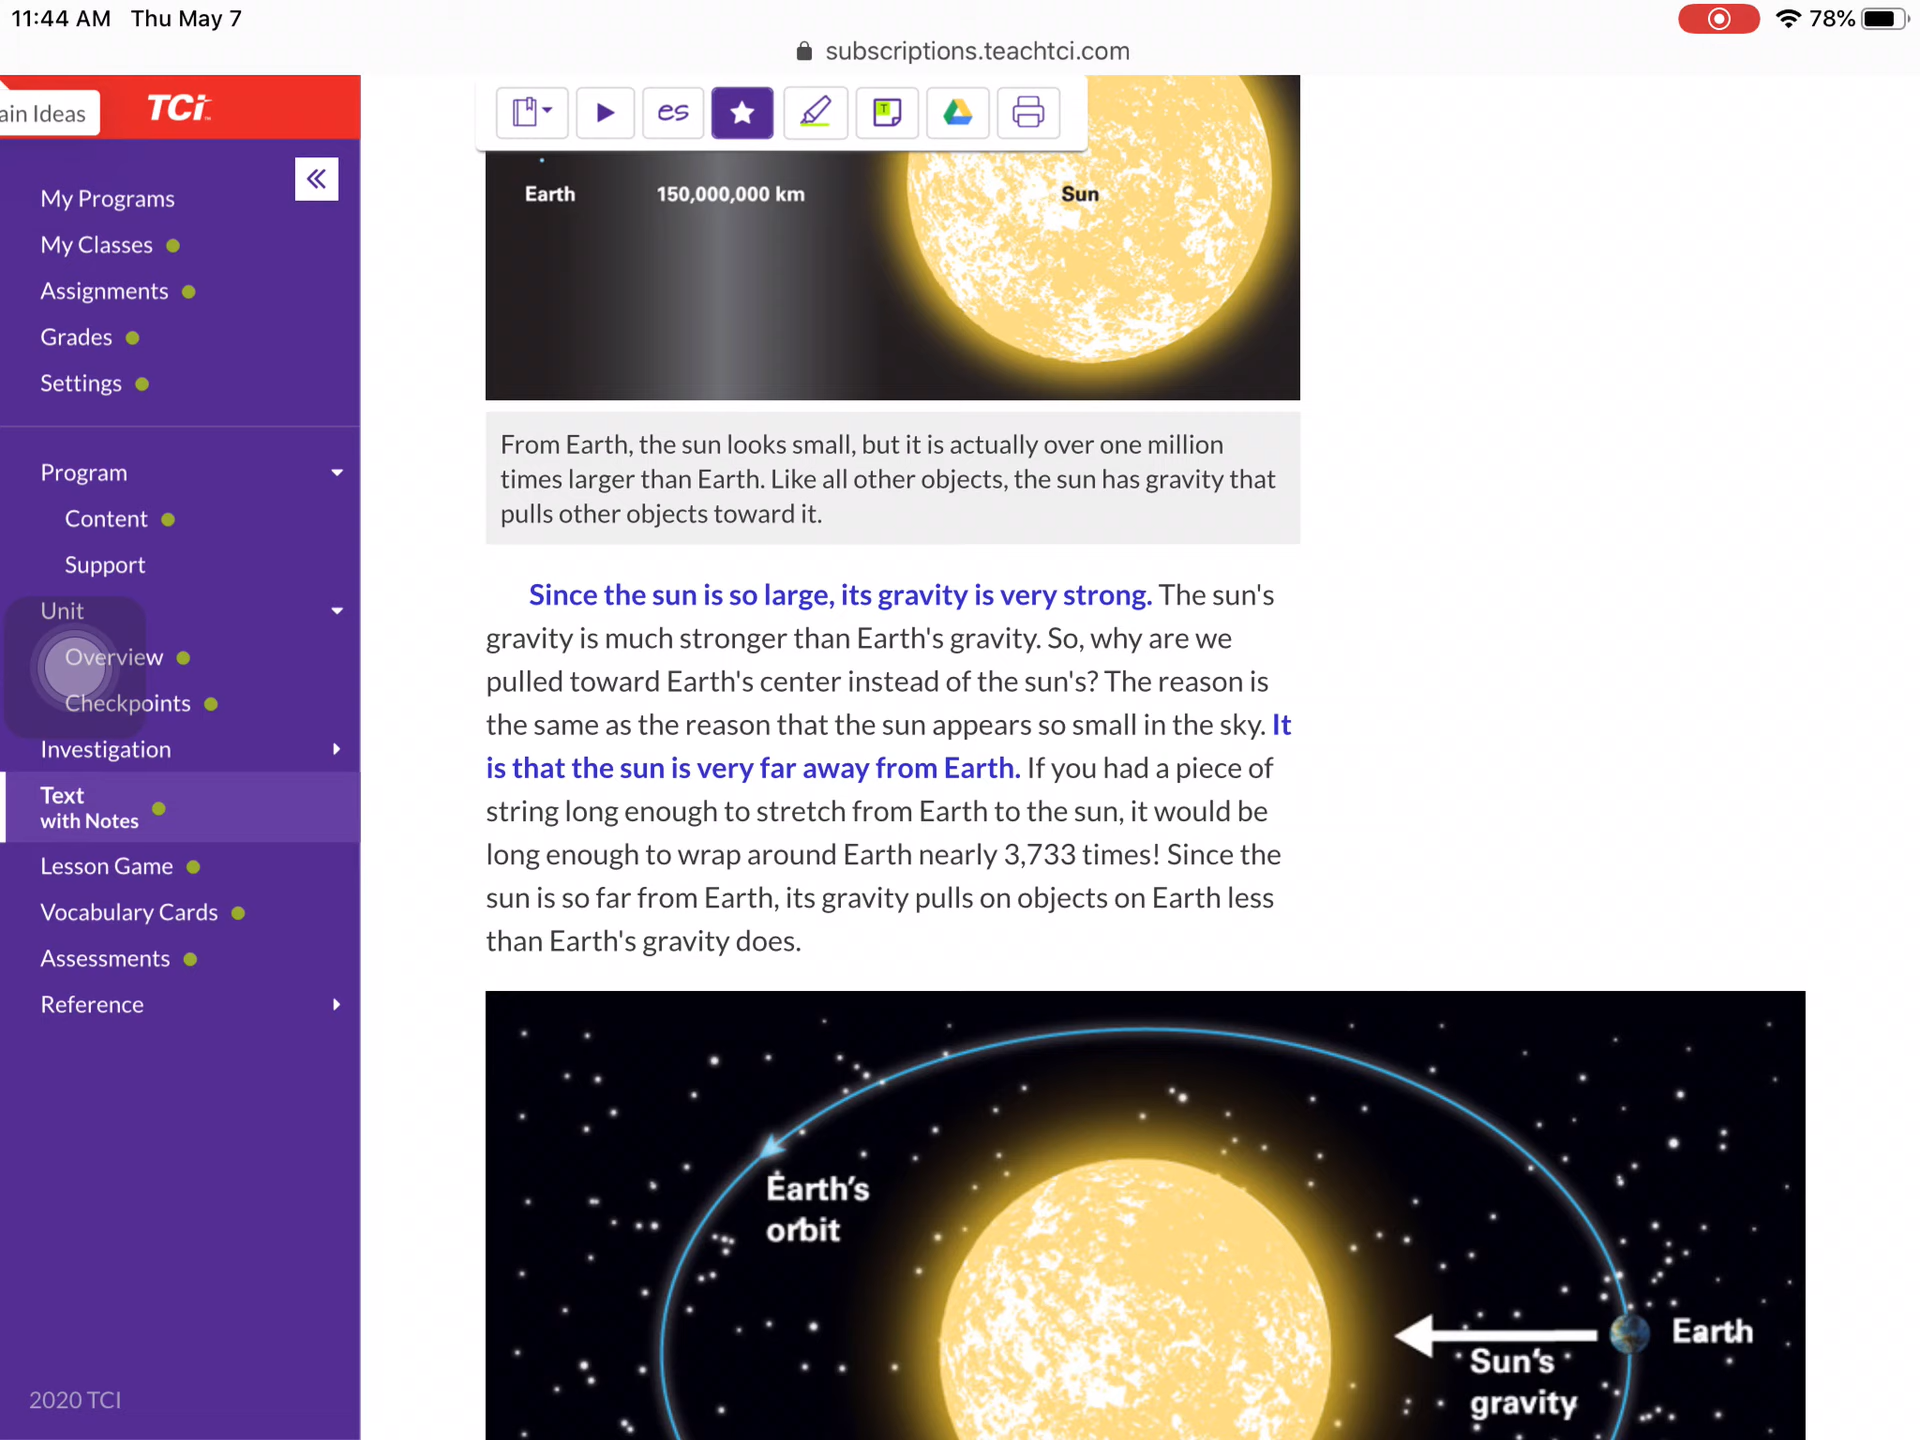 11:44 AM Thu May 7
78%
subscriptions.teachtci.com
ain Ideas
TCi
es
T
My Programs
My Classes
Assignments
Grades
Settings
Program
Content
Support
Unit
Overview
Checkpoints
Investigation
Text
with Notes
Lesson Game
Vocabulary Cards
Assessments
Reference
2020 TCI
Earth 150,000,000 km Sun
From Earth, the sun looks small, but it is actually over one million
times larger than Earth. Like all other objects, the sun has gravity that
pulls other objects toward it.
Since the sun is so large, its gravity is very strong. The sun's
gravity is much stronger than Earth's gravity. So, why are we
pulled toward Earth's center instead of the sun's? The reason is
the same as the reason that the sun appears so small in the sky. It
is that the sun is very far away from Earth. If you had a piece of
string long enough to stretch from Earth to the sun, it would be
long enough to wrap around Earth nearly 3,733 times! Since the
sun is so far from Earth, its gravity pulls on objects on Earth less
than Earth's gravity does.
Earth's
orbit
Earth
Sun's
gravity